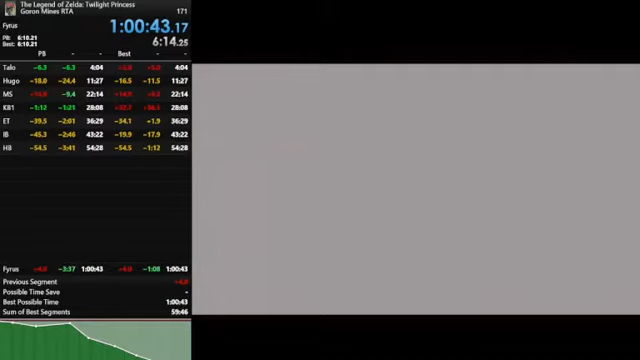 The Legend of Zelda: Twilight Princess
Goron Mines RTA 171
Fyrus 1:00:43.17
PB: 6:10.21
Best: 6:10.21 6:14.25
PB - - Best - -
Talo −6.3 −6.3 4:04 4:04
Hugo −18.0 −24.4 11:27 −16.5 −11.5 11:27
MS −9.4 22:14 22:14
KB1 −1:12 −1:21 28:08 28:08
ET −39.5 −2:01 36:29 −34.1 +1.9 36:29
IB −45.3 −2:46 43:22 −19.9 −17.9 43:22
HB −54.5 −3:41 54:28 −54.5 −1:12 54:28
Fyrus +4.0 −3:37 1:00:43 +4.0 −1:08 1:00:43
Previous Segment +4.0
Possible Time Save -
Best Possible Time 1:00:43
Sum of Best Segments 59:46